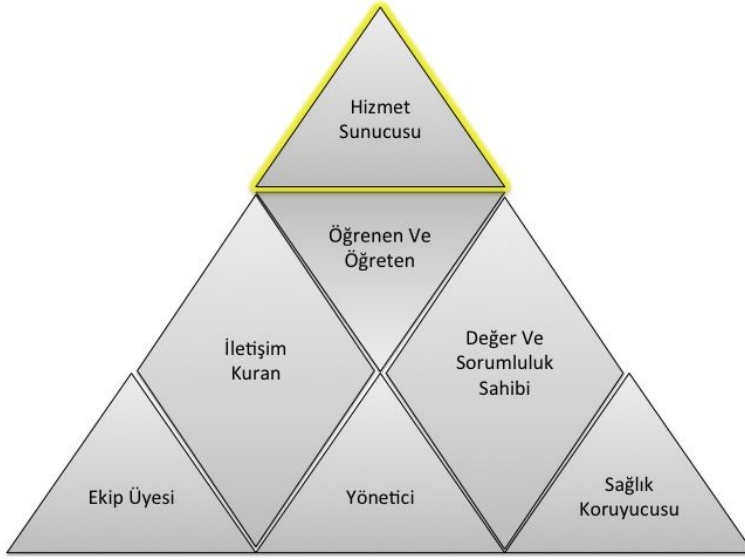 Hizmet
Sunucusu
Öğrenen Ve
Öğreten
İletişim
Kuran
Değer Ve
Sorumluluk
Sahibi
Ekip Üyesi
Yönetici
Sağlık
Koruyucusu